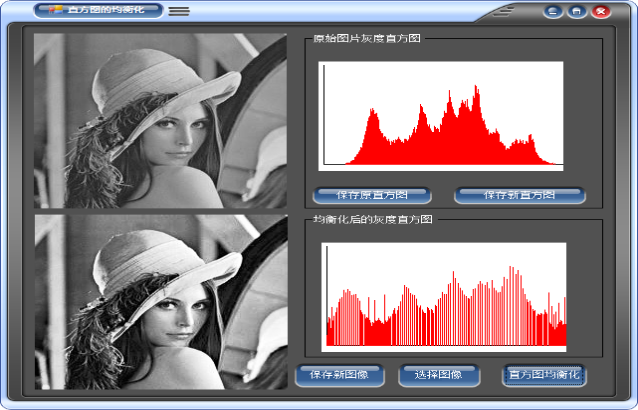 直方图的均衡化
原始图片灰度直方图
保存原直方图
保存新直方图
均衡化后的灰度直方图
保存新图像
选择图像
直方图均衡化